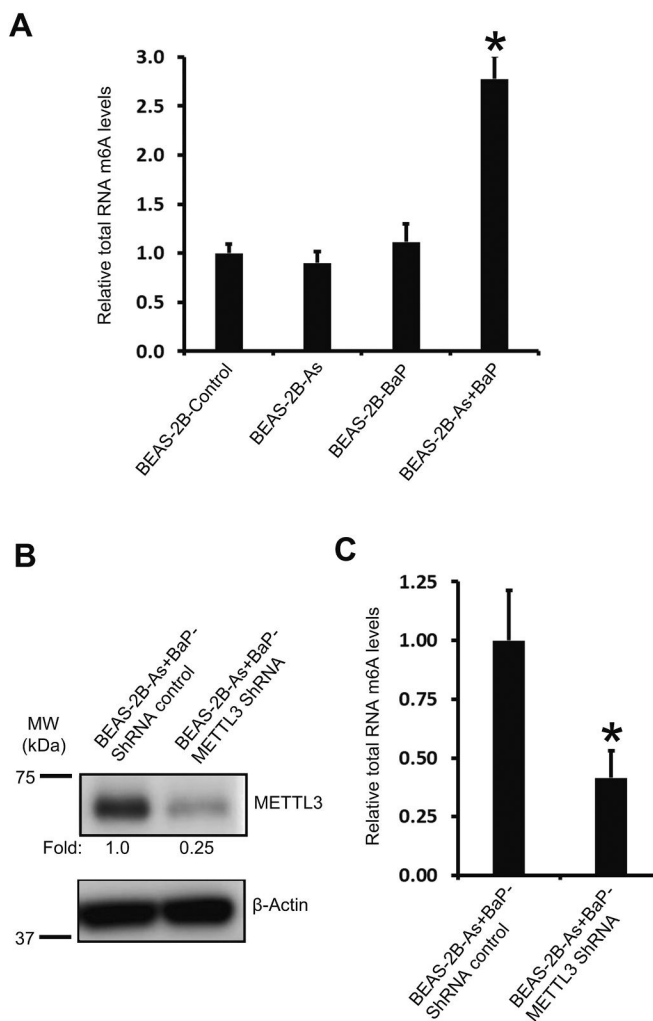 A
Relative total RNA m6A levels
3.0
2.5
2.0
1.5
1.0
0.5
0.0
*
BEAS-2B-Control
BEAS-2B-As
BEAS-2B-BaP
BEAS-2B-As+BaP
B
MW
(kDa)
BEAS-2B-As+BaP-
ShRNA control
BEAS-2B-As+BaP-
METTL3 ShRNA
75
METTL3
Fold: 1.0 0.25
β-Actin
37
C
Relative total RNA m6A levels
1.25
1.00
0.75
0.50
0.25
0.00
*
BEAS-2B-As+BaP-
ShRNA control
BEAS-2B-As+BaP-
METTL3 ShRNA